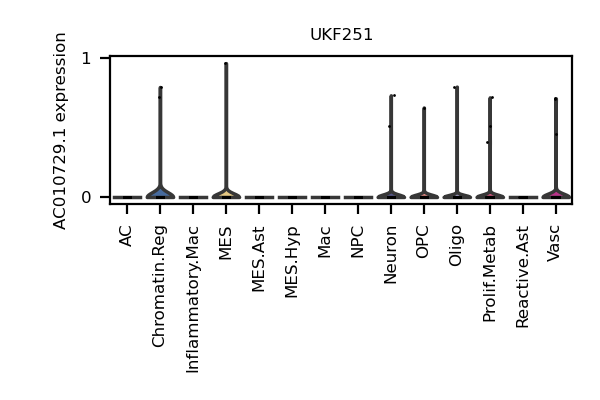 UKF251
AC010729.1 expression
1
0
AC
Chromatin.Reg
Inflammatory.Mac
MES
MES.Ast
MES.Hyp
Mac
NPC
Neuron
OPC
Oligo
Prolif.Metab
Reactive.Ast
Vasc